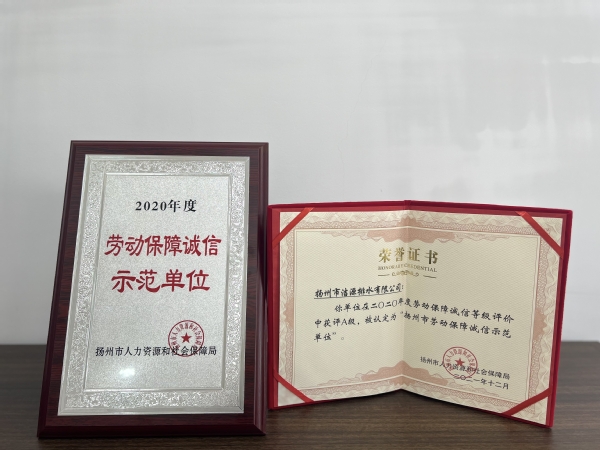 2020年度
劳动保障诚信
示范单位
扬州市人力资源和社会保障局
荣誉证书
HONORARY CREDENTIAL
扬州市洁源排水有限公司:
你单位在二〇二〇年度劳动保障诚信等级评价
中获评A级，被认定为“扬州市劳动保障诚信示范
单位”。
扬州市人力资源和社会保障局
二〇二一年十二月